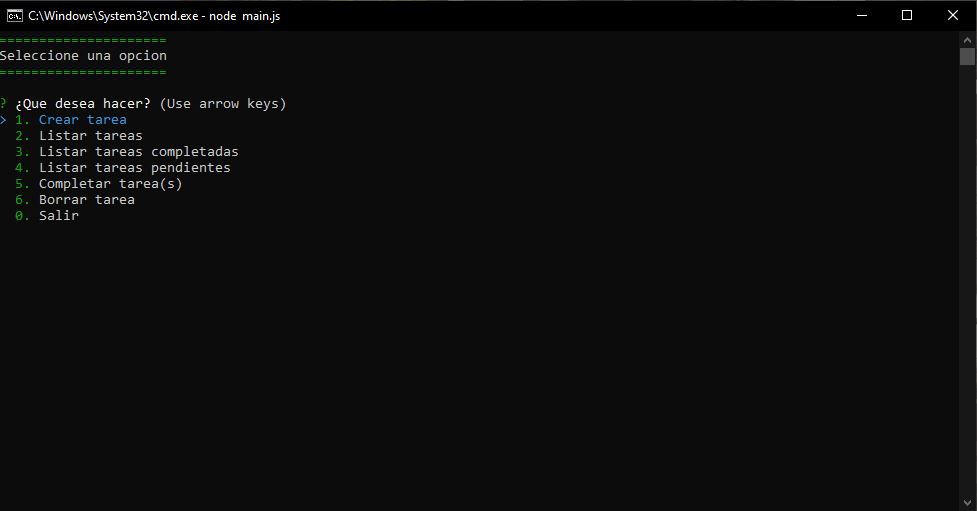 C:\Windows\System32\cmd.exe - node main.js
=====================
Seleccione una opcion
=====================
? ¿Que desea hacer? (Use arrow keys)
> 1. Crear tarea
2. Listar tareas
3. Listar tareas completadas
4. Listar tareas pendientes
5. Completar tarea(s)
6. Borrar tarea
0. Salir